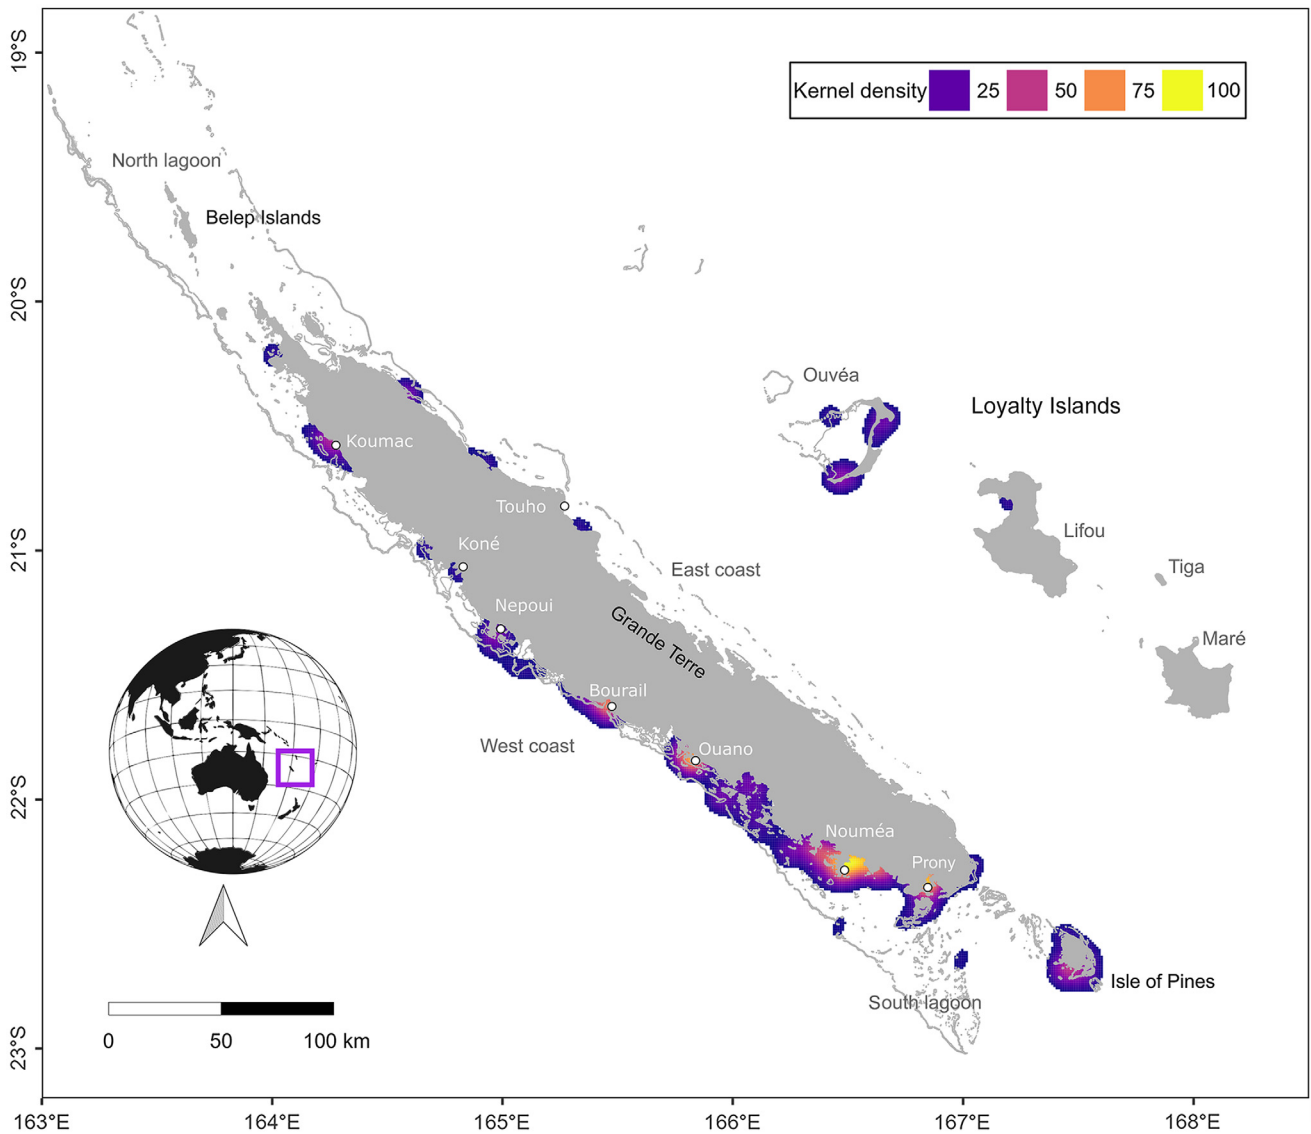 19°S
20°S
21°S
22°S
23°S
163°E
164°E
165°E
166°E
167°E
168°E
Kernel density 25 50 75 100
North lagoon
Belep Islands
Ouvéa
Loyalty Islands
Koumac
Touho
Lifou
Koné
East coast
Tiga
Nepoui
Grande Terre
Maré
Bourail
West coast
Ouano
Nouméa
Prony
Isle of Pines
South lagoon
0 50 100 km